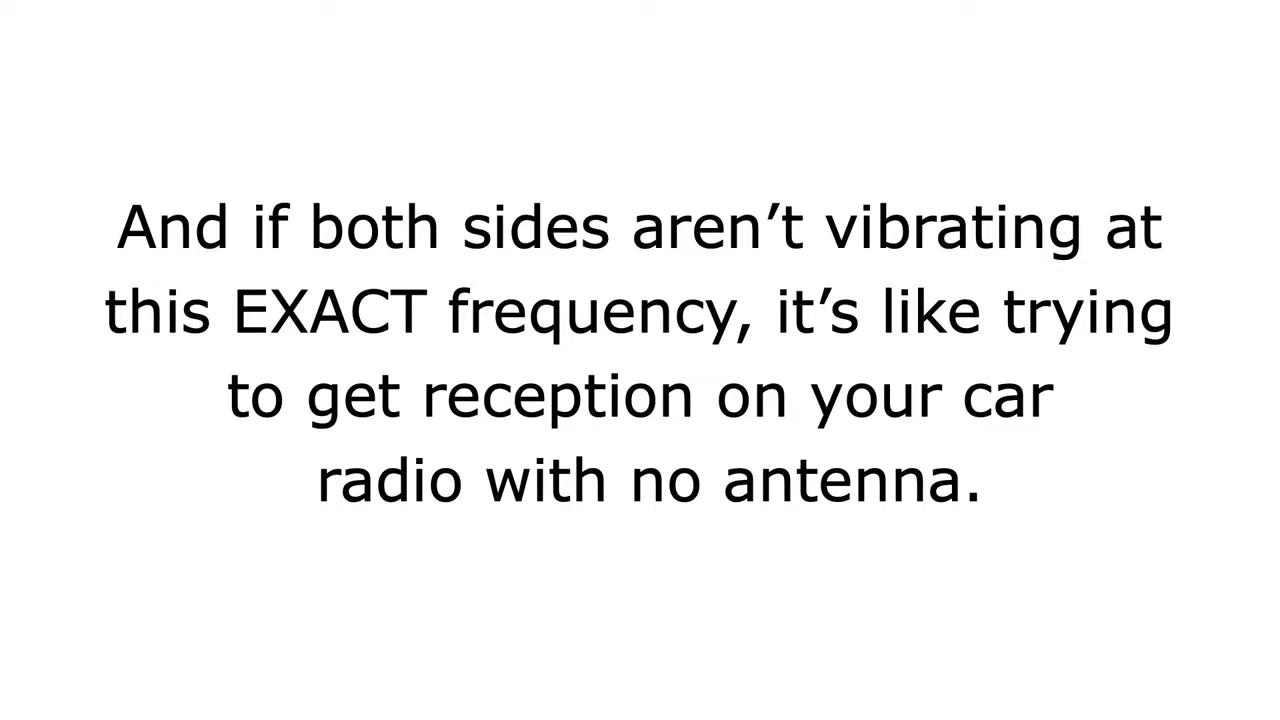 And if both sides aren’t vibrating at
this EXACT frequency, it’s like trying
to get reception on your car
radio with no antenna.